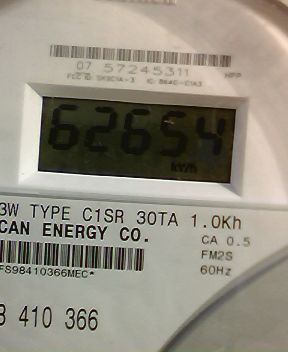 07 57245311
HPP
62654
kWh
3W TYPE C1SR 30TA 1.0Kh
CAN ENERGY CO.
CA 0.5
FM2S
60Hz
FS98410366MEC*
8 410 366